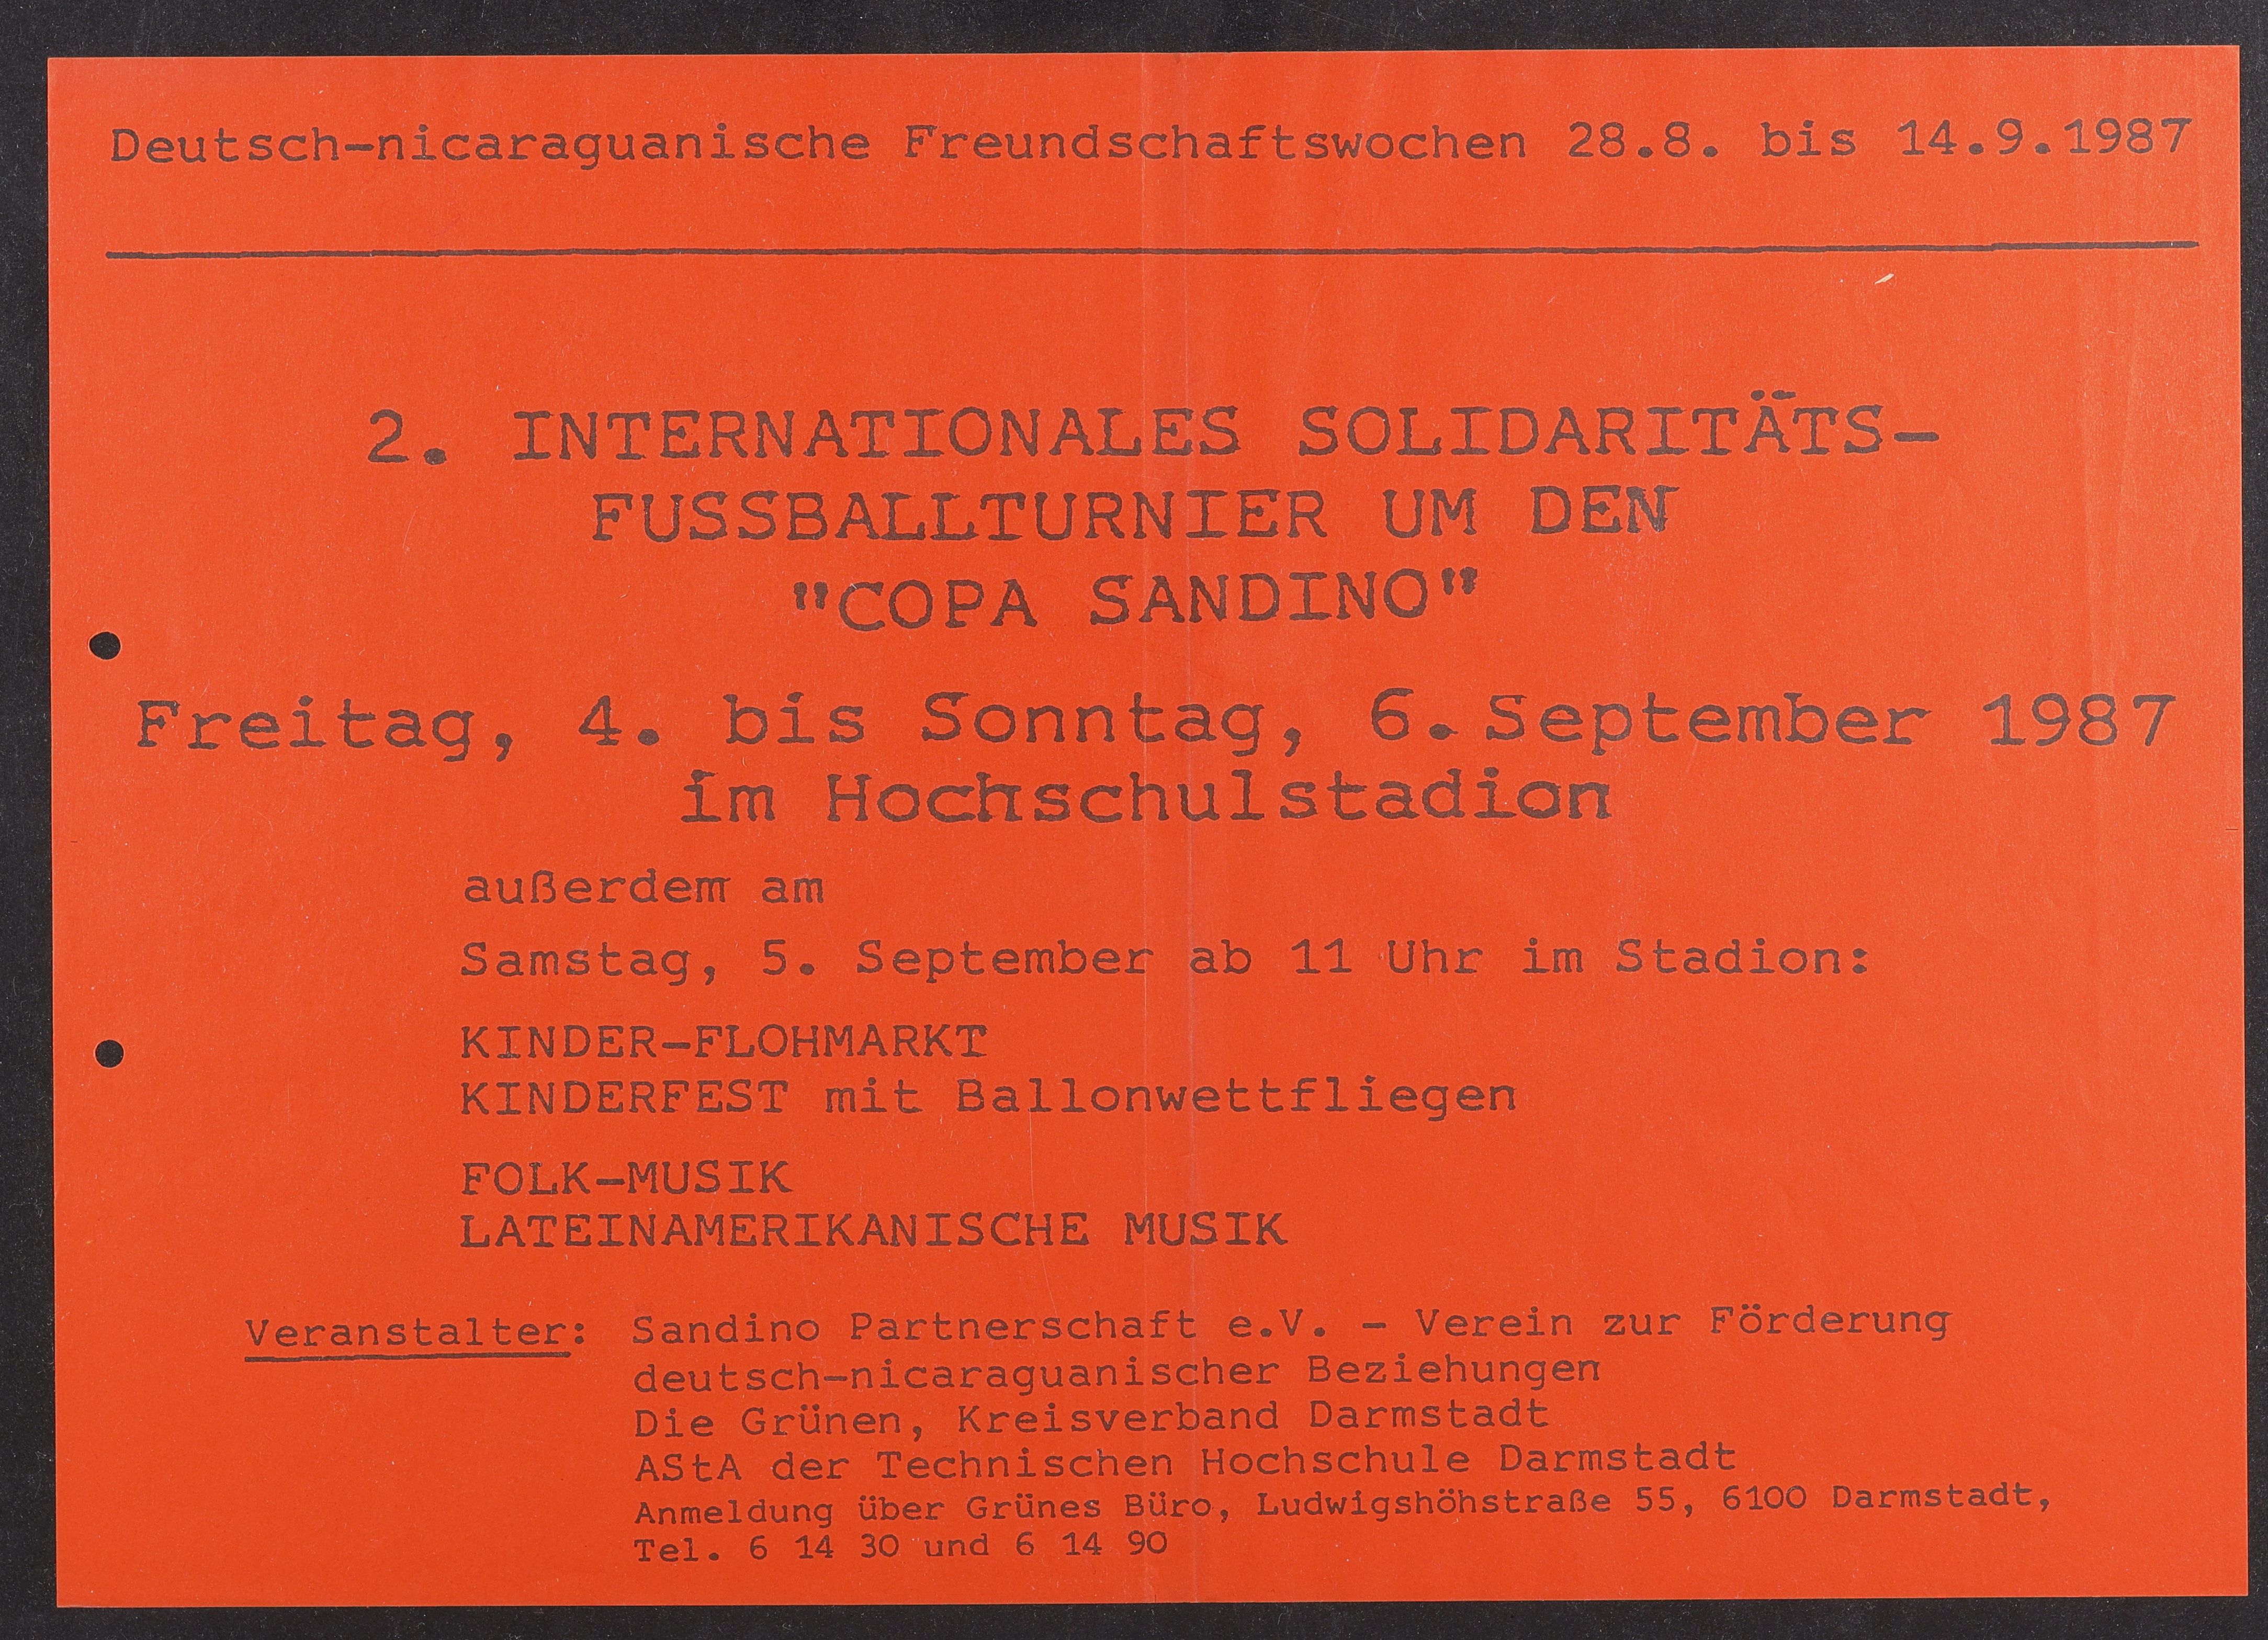 Deutsch-nicaraguanische Freundschaftswochen 28.8. bis 14.9.1987
2. INTERNATIONALES SOLIDARITÄTS-
FUSSBALLTURNIER UM DEN
"COPA SANDINO"
Freitag, 4. bis Sonntag, 6. September 1987
im Hochschulstadion
außerdem am
Samstag, 5. September ab 11 Uhr im Stadion:
KINDER-FLOHMARKT
KINDERFEST mit Ballonwettfliegen
FOLK-MUSIK
LATEINAMERIKANISCHE MUSIK
Veranstalter: Sandino Partnerschaft e.V. - Verein zur Förderung
deutsch-nicaraguanischer Beziehungen
Die Grünen, Kreisverband Darmstadt
AStA der Technischen Hochschule Darmstadt
Anmeldung über Grünes Büro, Ludwigshöhstraße 55, 6100 Darmstadt,
Tel. 6 14 30 und 6 14 90